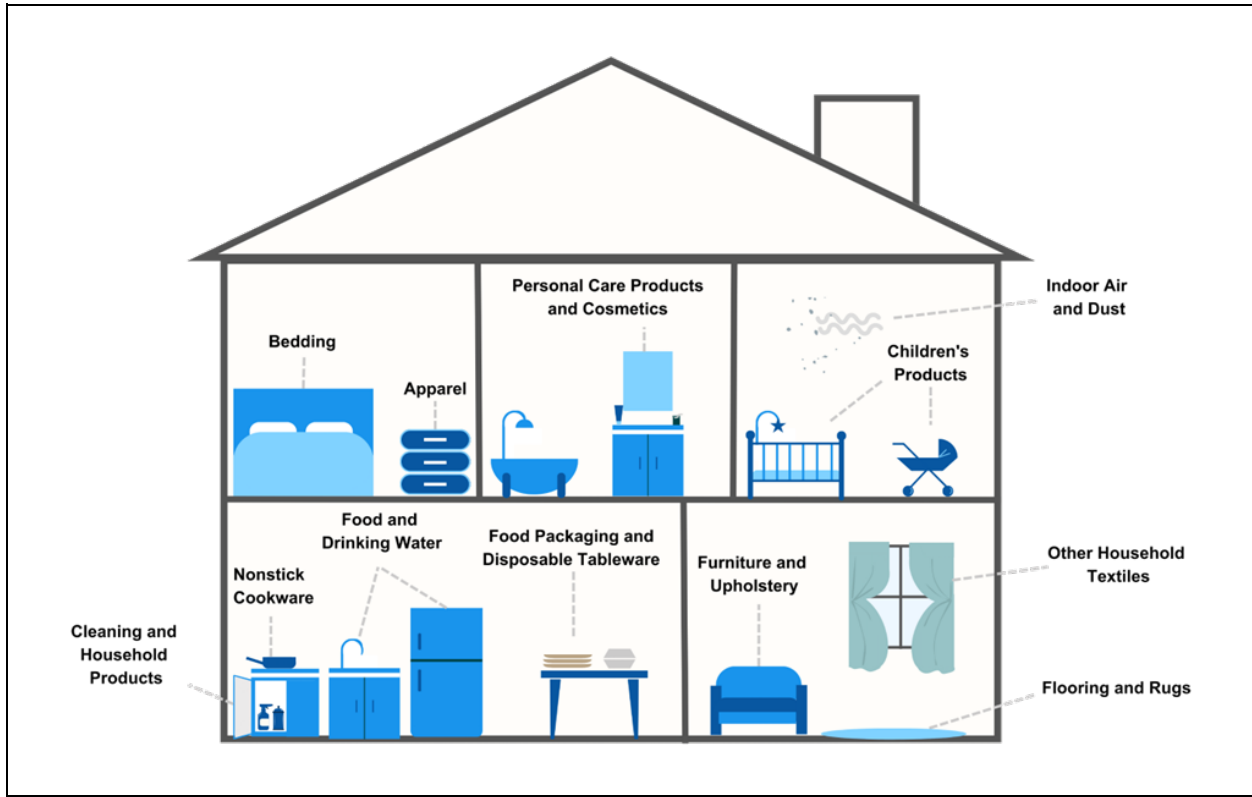 Personal Care Products
and Cosmetics
Indoor Air
and Dust
Bedding
Children's
Products
Apparel
Food and
Drinking Water
Food Packaging and
Disposable Tableware
Furniture and
Upholstery
Other Household
Textiles
Nonstick
Cookware
Cleaning and
Household
Products
Flooring and Rugs